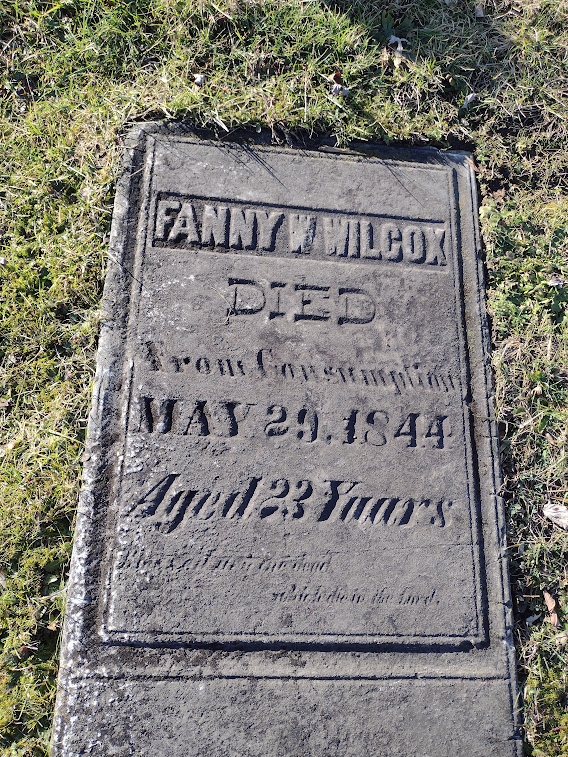 FANNY W WILCOX
DIED
From Consumption
MAY 29. 1844
Aged 23 Yaars
Blessed are the dead
which die in the Lord.